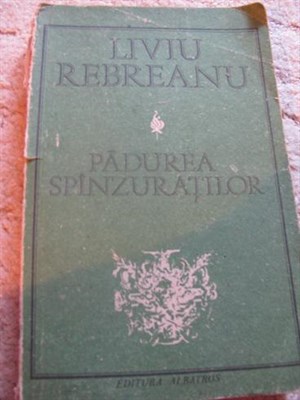 LIVIU
REBREANU
PĂDUREA
SPÎNZURAȚILOR
EDITURA ALBATROS